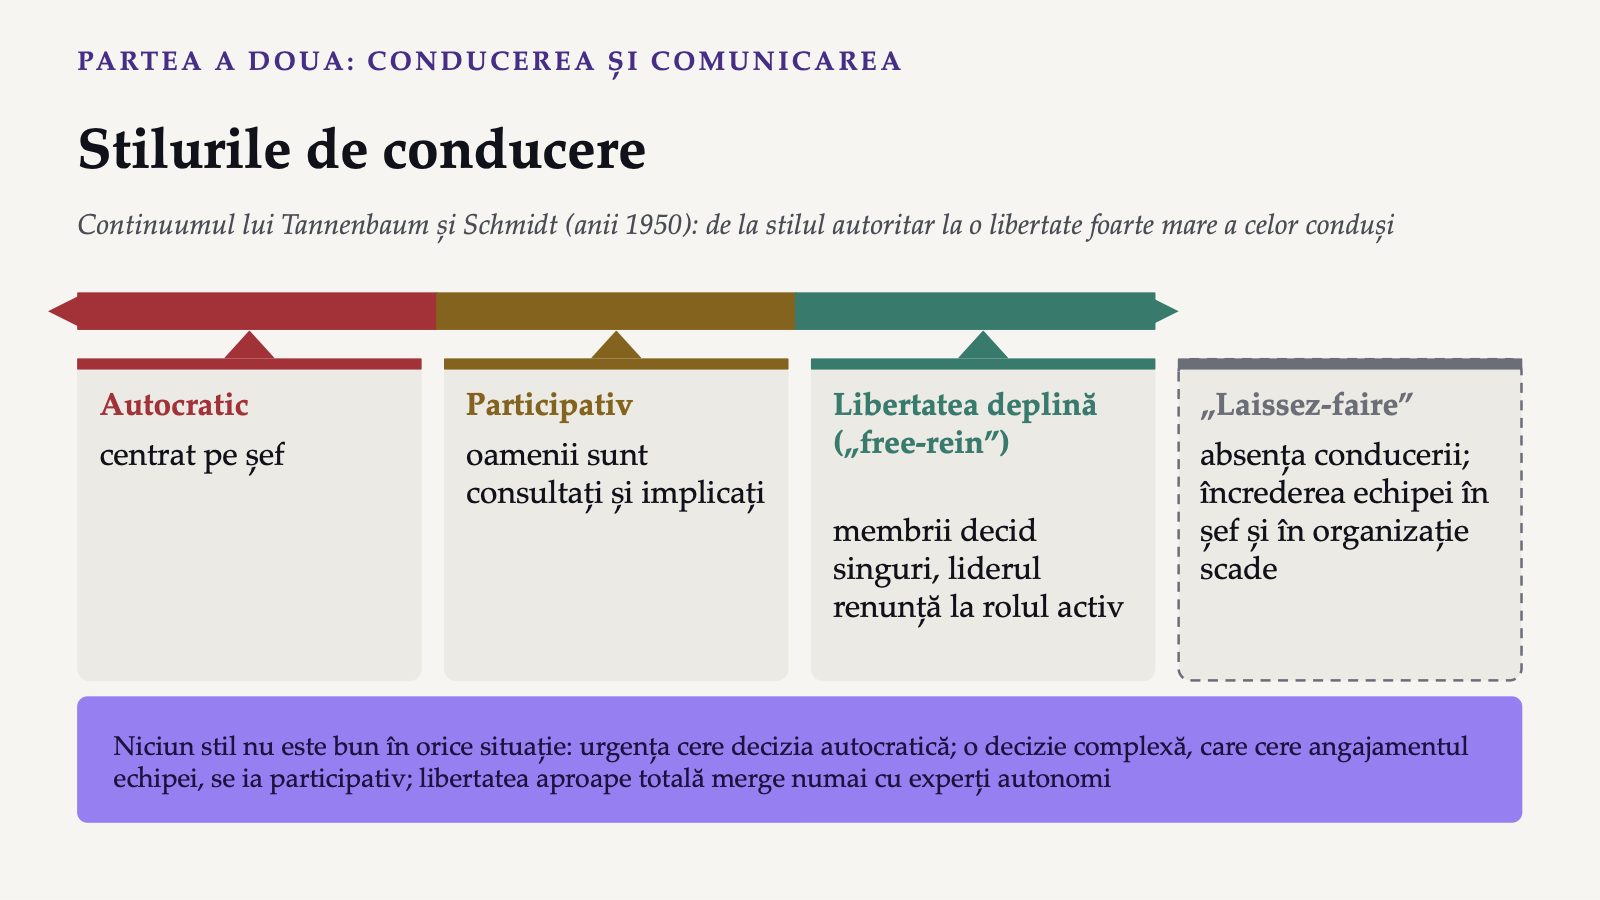 PARTEA A DOUA: CONDUCEREA ȘI COMUNICAREA
Stilurile de conducere
Continuumul lui Tannenbaum și Schmidt (anii 1950): de la stilul autoritar la o libertate foarte mare a celor conduși
Autocratic
centrat pe șef
Participativ
oamenii sunt
consultați și implicați
Libertatea deplină
(„free-rein”)
membrii decid
singuri, liderul
renunță la rolul activ
„Laissez-faire”
absența conducerii;
încrederea echipei în
șef și în organizație
scade
Niciun stil nu este bun în orice situație: urgența cere decizia autocratică; o decizie complexă, care cere angajamentul
echipei, se ia participativ; libertatea aproape totală merge numai cu experți autonomi